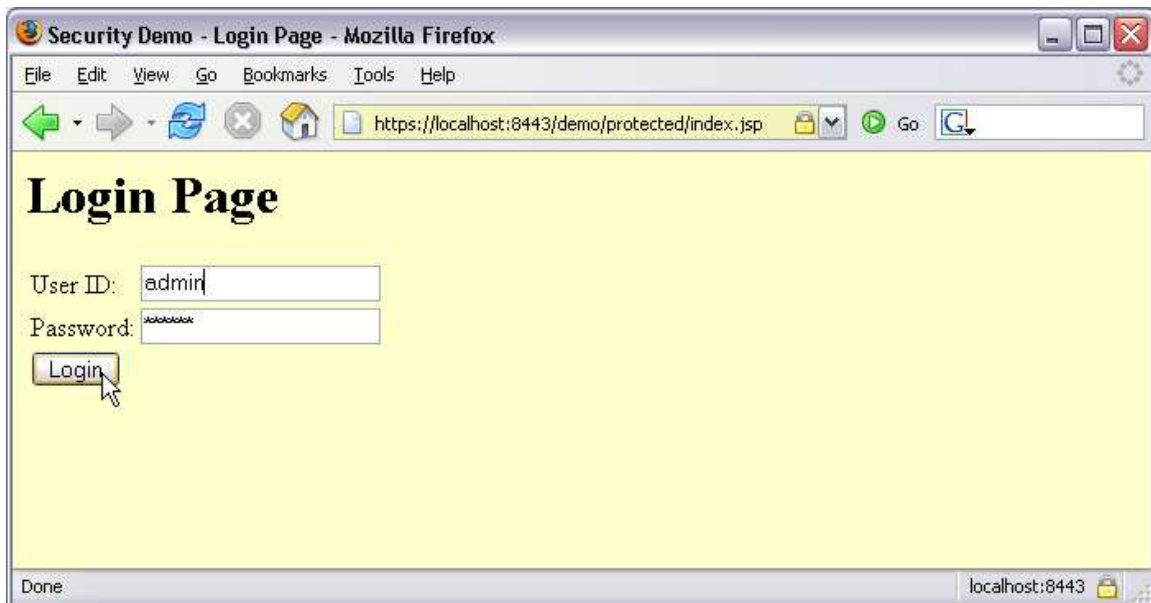 Security Demo - Login Page - Mozilla Firefox
File Edit View Go Bookmarks Tools Help
https://localhost:8443/demo/protected/index.jsp Go G
Login Page
User ID: admin
Password: ******
Login
Done localhost:8443